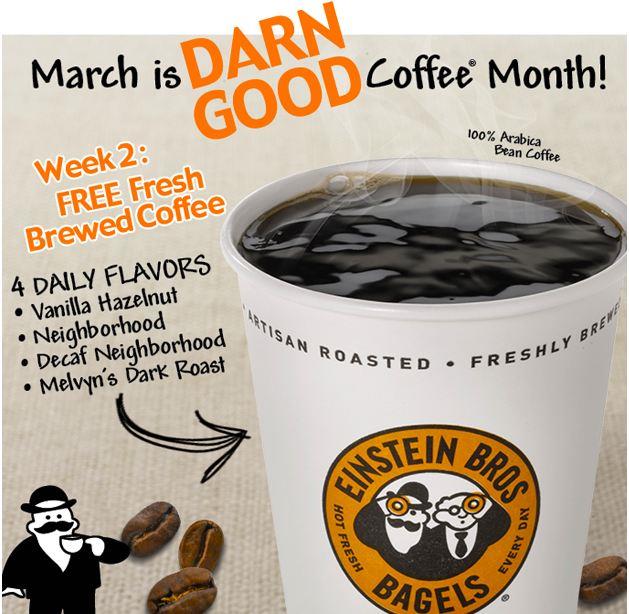 March is DARN GOOD Coffee® Month!
100% Arabica
Bean Coffee
Week 2:
FREE Fresh
Brewed Coffee
4 DAILY FLAVORS
• Vanilla Hazelnut
• Neighborhood
• Decaf Neighborhood
• Melvyn's Dark Roast
• ARTISAN ROASTED • FRESHLY BREWE
EINSTEIN BROS
HOT FRESH
EVERY DAY
BAGELS®